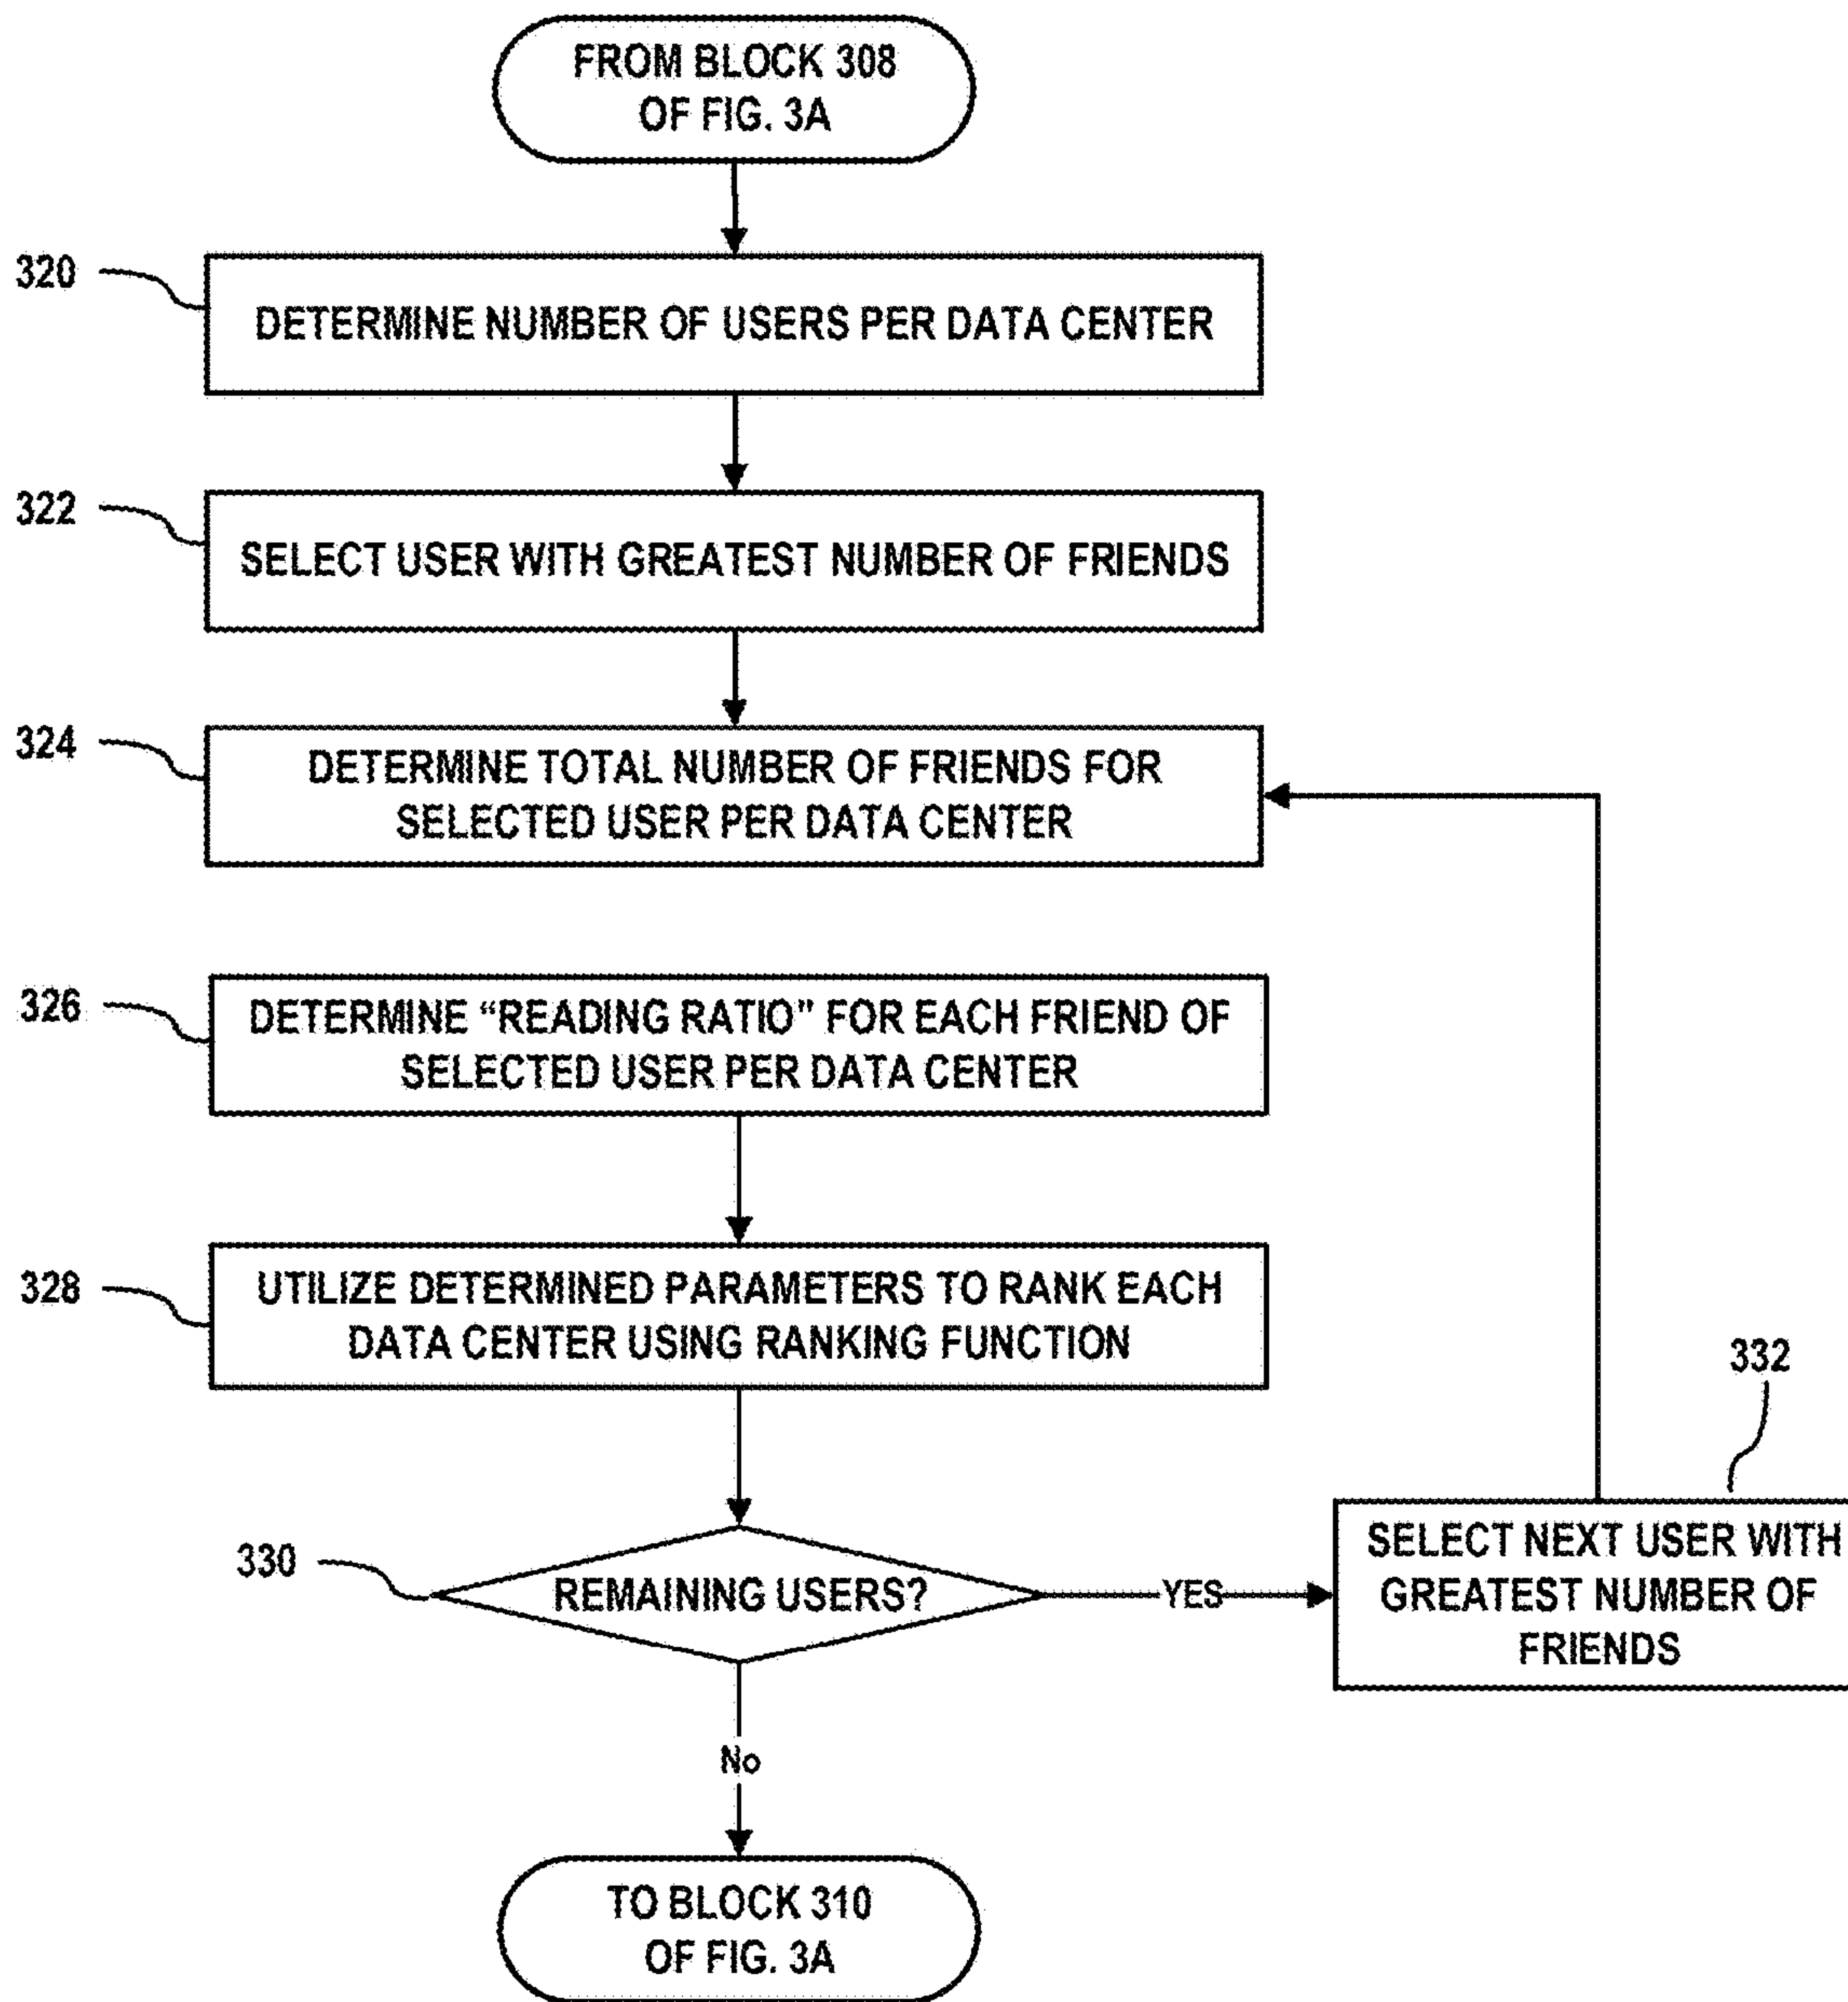 FROM BLOCK 308
OF FIG. 3A
320
DETERMINE NUMBER OF USERS PER DATA CENTER
322
SELECT USER WITH GREATEST NUMBER OF FRIENDS
324
DETERMINE TOTAL NUMBER OF FRIENDS FOR
SELECTED USER PER DATA CENTER
326
DETERMINE “READING RATIO” FOR EACH FRIEND OF
SELECTED USER PER DATA CENTER
328
UTILIZE DETERMINED PARAMETERS TO RANK EACH
DATA CENTER USING RANKING FUNCTION
330
REMAINING USERS?
YES
332
SELECT NEXT USER WITH
GREATEST NUMBER OF
FRIENDS
No
TO BLOCK 310
OF FIG. 3A